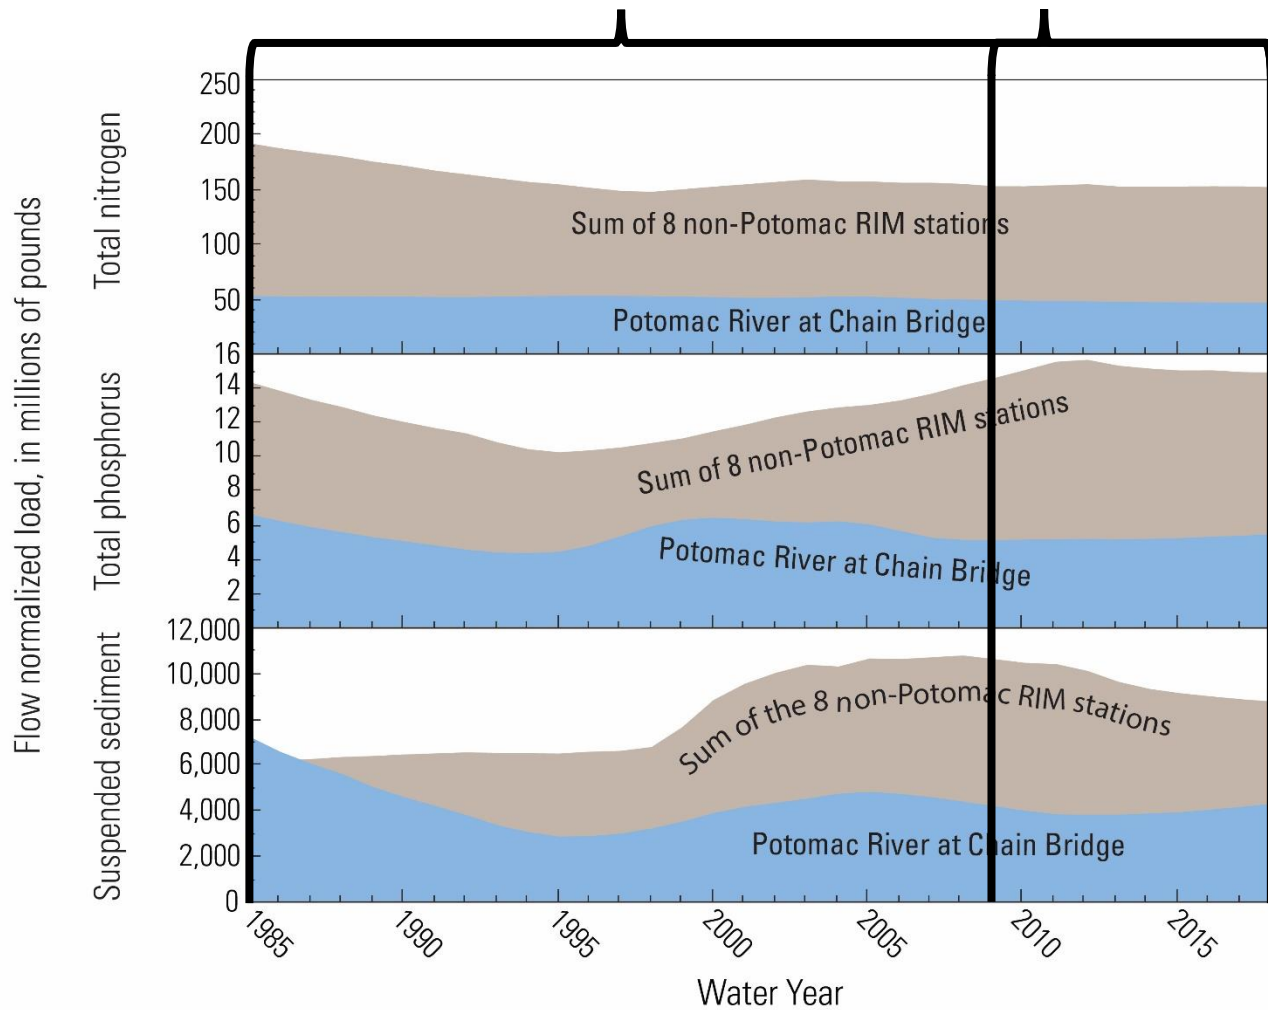 Flow normalized load, in millions of pounds
Total nitrogen
250
200
150
100
50
Sum of 8 non-Potomac RIM stations
Potomac River at Chain Bridge
Total phosphorus
16
14
12
10
8
6
4
2
Sum of 8 non-Potomac RIM stations
Potomac River at Chain Bridge
Suspended sediment
12,000
10,000
8,000
6,000
4,000
2,000
0
Sum of the 8 non-Potomac RIM stations
Potomac River at Chain Bridge
1985 1990 1995 2000 2005 2010 2015
Water Year